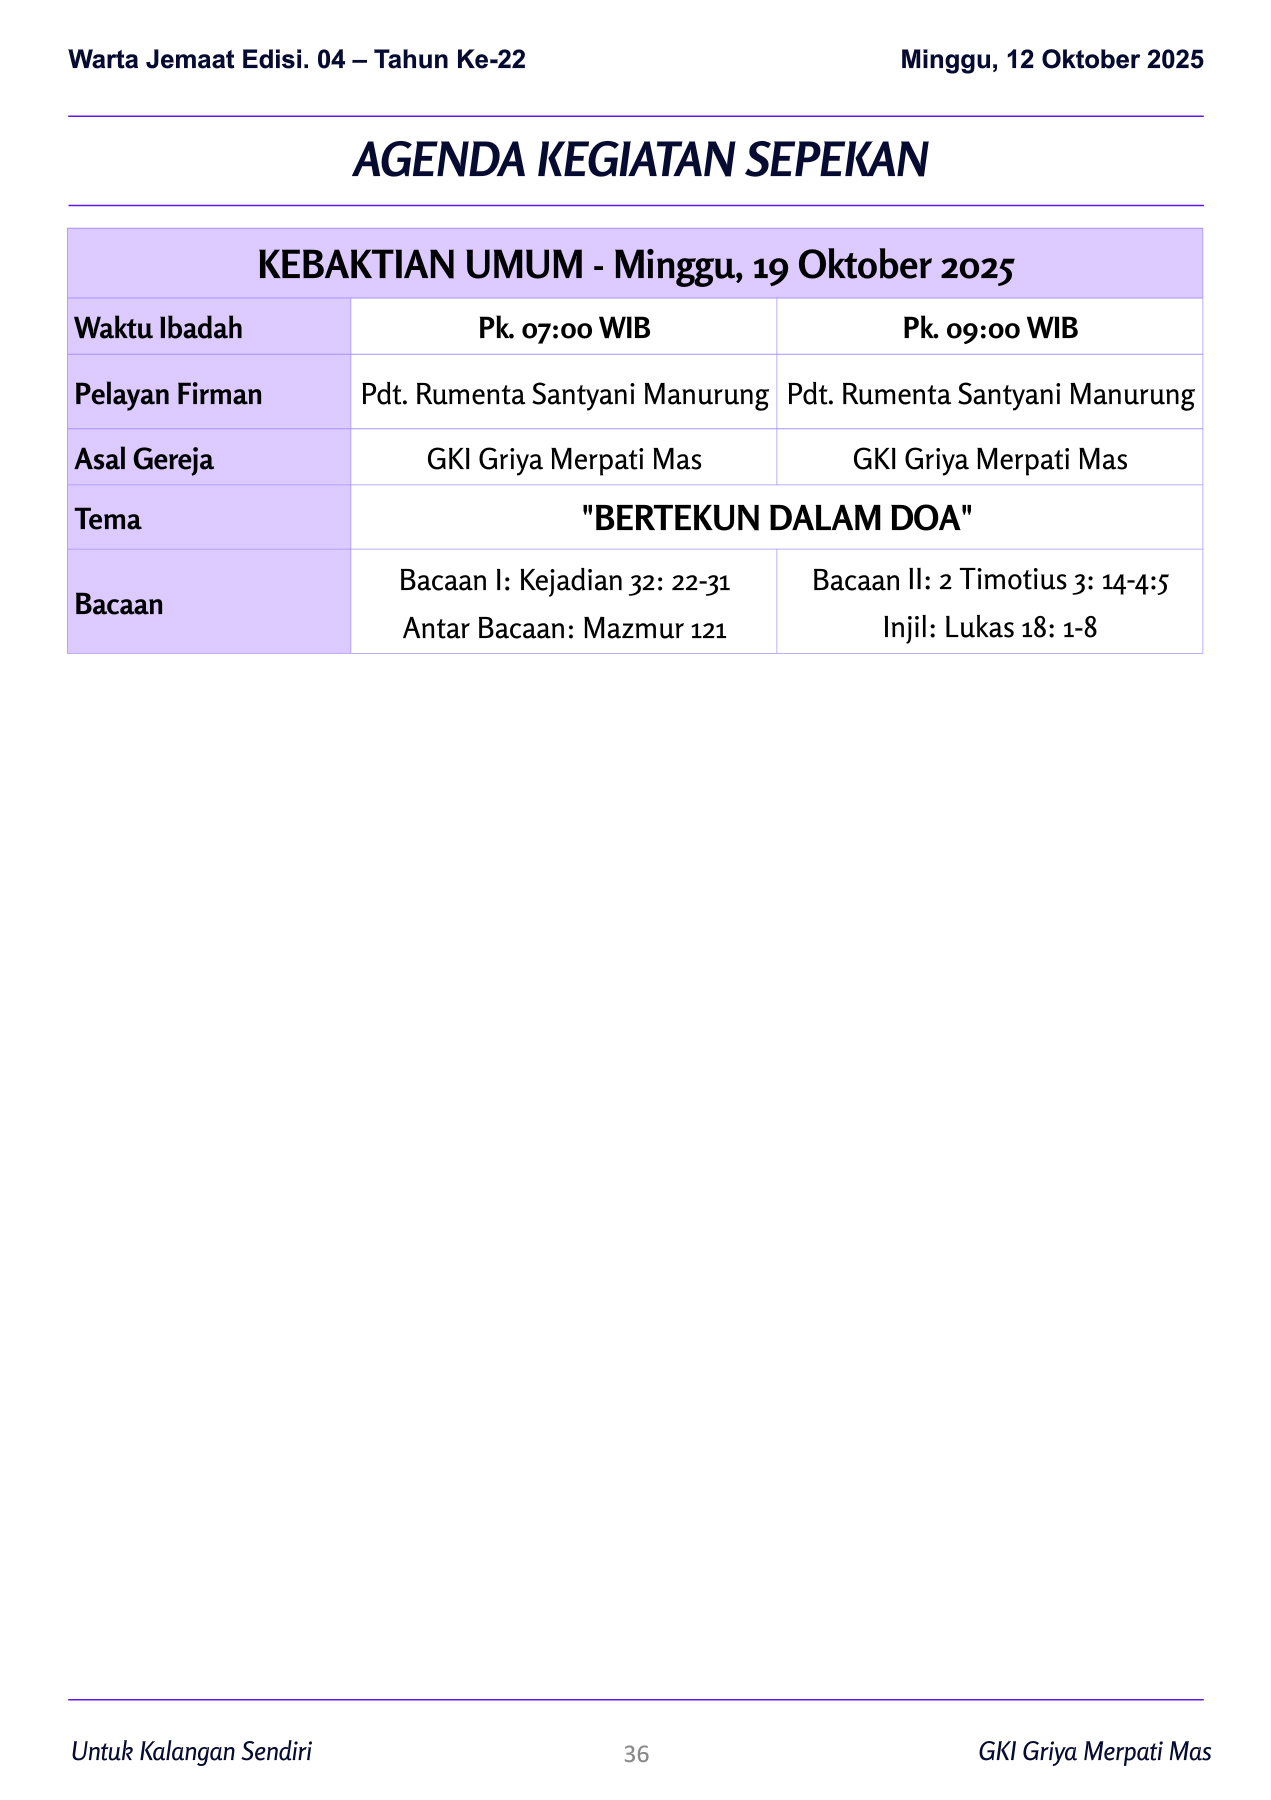 Warta Jemaat Edisi. 04 – Tahun Ke-22
Minggu, 12 Oktober 2025
AGENDA KEGIATAN SEPEKAN
KEBAKTIAN UMUM - Minggu, 19 Oktober 2025
Waktu Ibadah
Pk. 07:00 WIB
Pk. 09:00 WIB
Pelayan Firman
Pdt. Rumenta Santyani Manurung
Pdt. Rumenta Santyani Manurung
Asal Gereja
GKI Griya Merpati Mas
GKI Griya Merpati Mas
Tema
"BERTEKUN DALAM DOA"
Bacaan
Bacaan I: Kejadian 32: 22-31
Antar Bacaan: Mazmur 121
Bacaan II: 2 Timotius 3: 14-4:5
Injil: Lukas 18: 1-8
Untuk Kalangan Sendiri
36
GKI Griya Merpati Mas